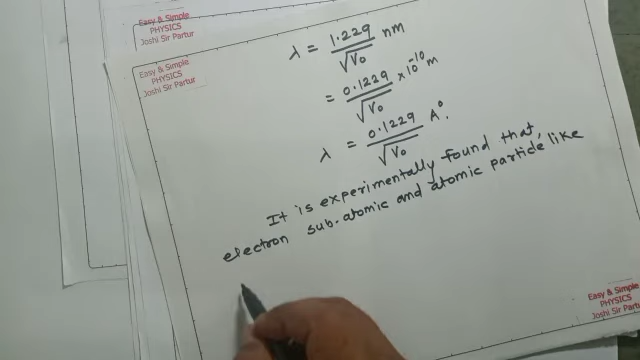 Easy & Simple
PHYSICS
Joshi Sir Partur
Easy & Simple
PHYSICS
Joshi Sir Partur
λ = 1.229/√V₀ nm
= 0.1229/√V₀ × 10⁻¹⁰ m
λ = 0.1229/√V₀ A°.
It is experimentally found that,
electron sub-atomic and atomic particle like
Easy & Simple
PHYSICS
Joshi Sir Partur